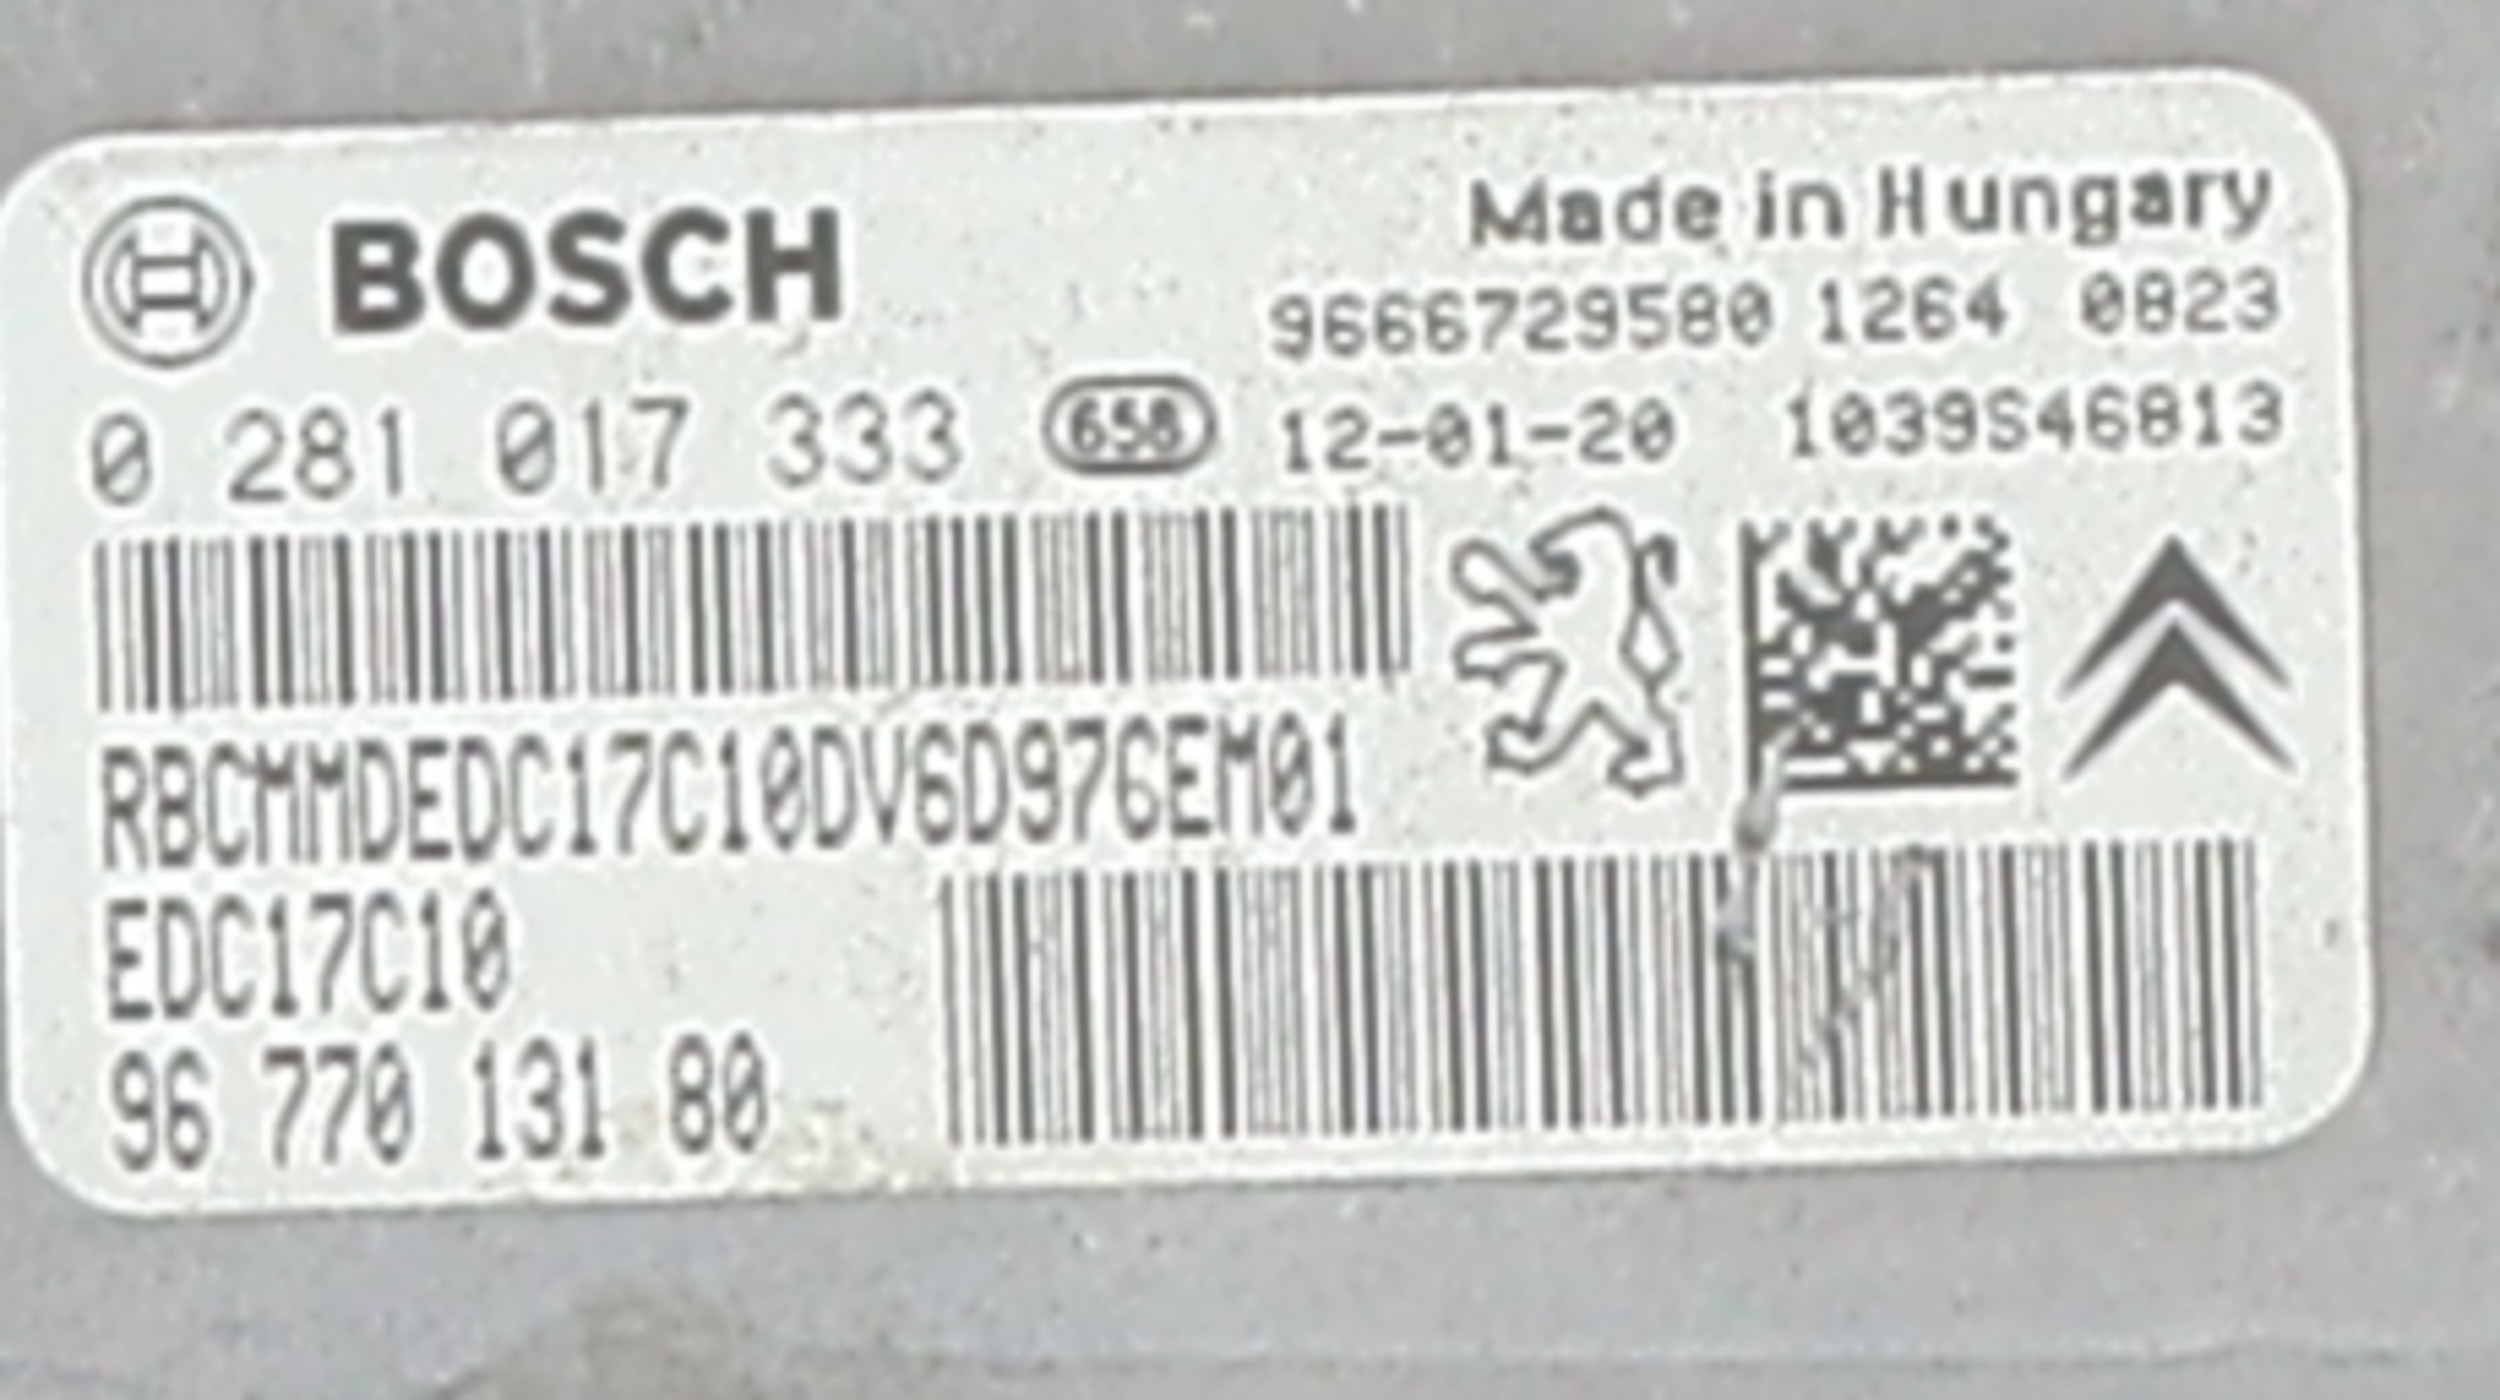 BOSCH
Made in Hungary
9666729580 1264 0823
0 281 017 333 658 12-01-20 1039S46813
RBCMMDEDC17C10DV6D976EM01
EDC17C10
96 770 131 80